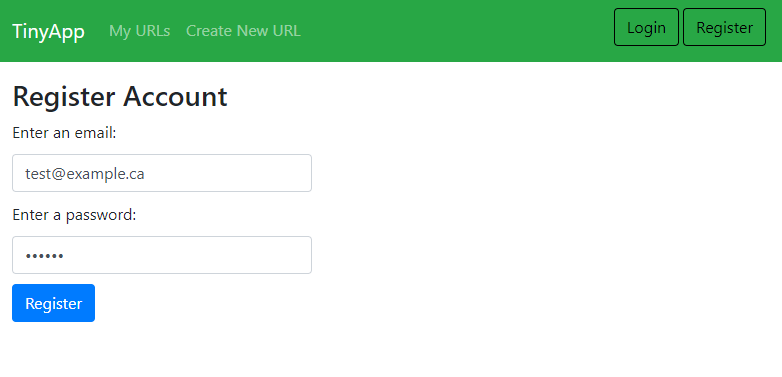 TinyApp My URLs Create New URL Login Register
Register Account
Enter an email:
test@example.ca
Enter a password:
••••••
Register